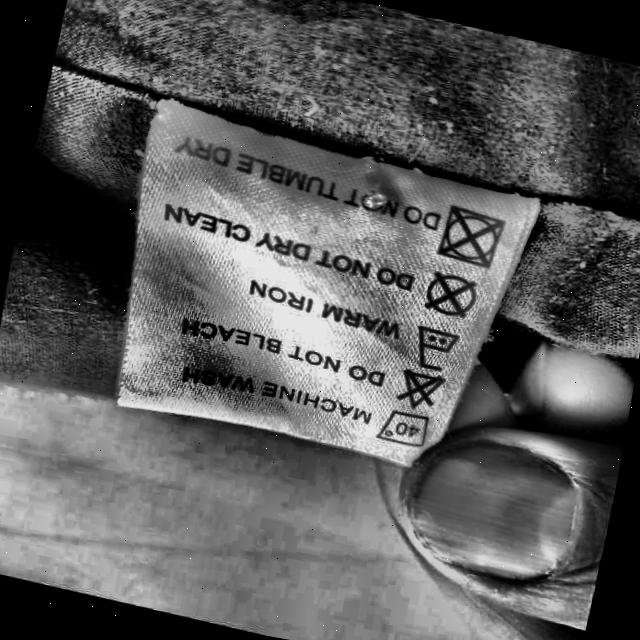 40 MACHINE WASH
DO NOT BLEACH
WARM IRON
DO NOT DRY CLEAN
DO NOT TUMBLE DRY